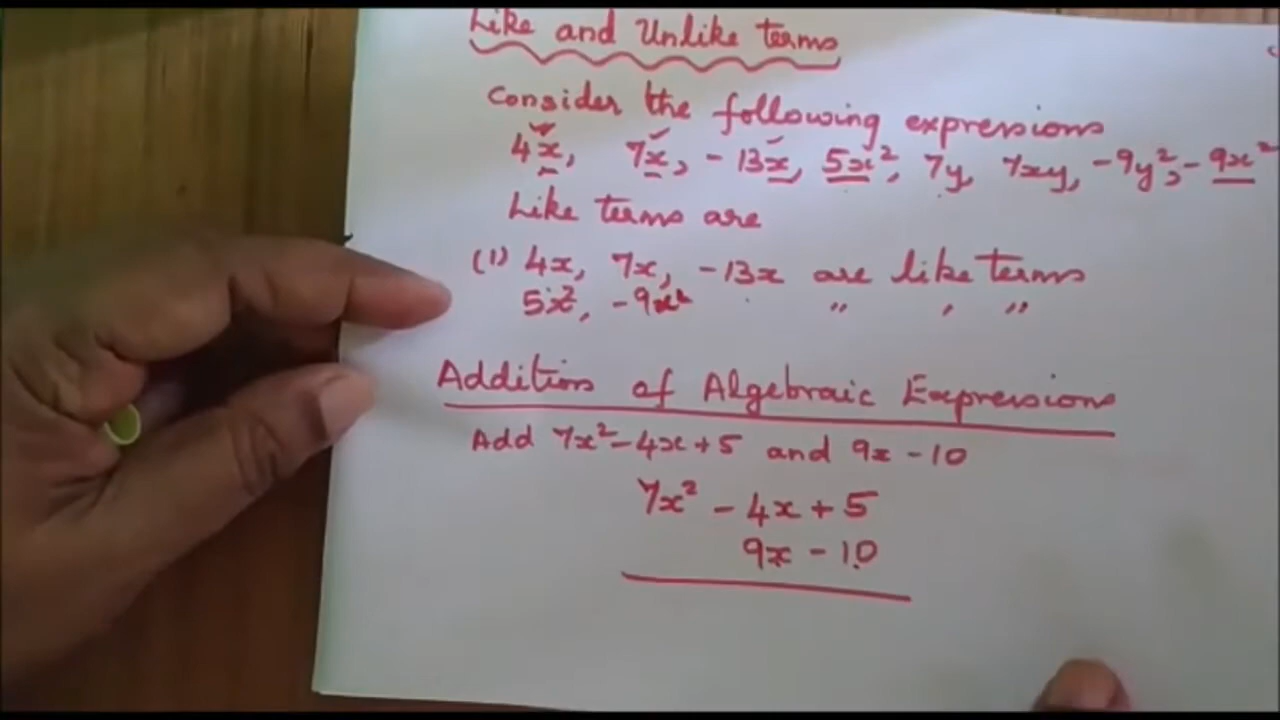 Like and Unlike terms
Consider the following expressions
4x, 7x, - 13x, 5x², 7y, 7xy, -9y², - 9x²
Like terms are
(1) 4x, 7x, -13x are like terms
5x², -9x² " " "
Addition of Algebraic Expressions
Add 7x²-4x+5 and 9x-10
7x² - 4x + 5
9x - 10